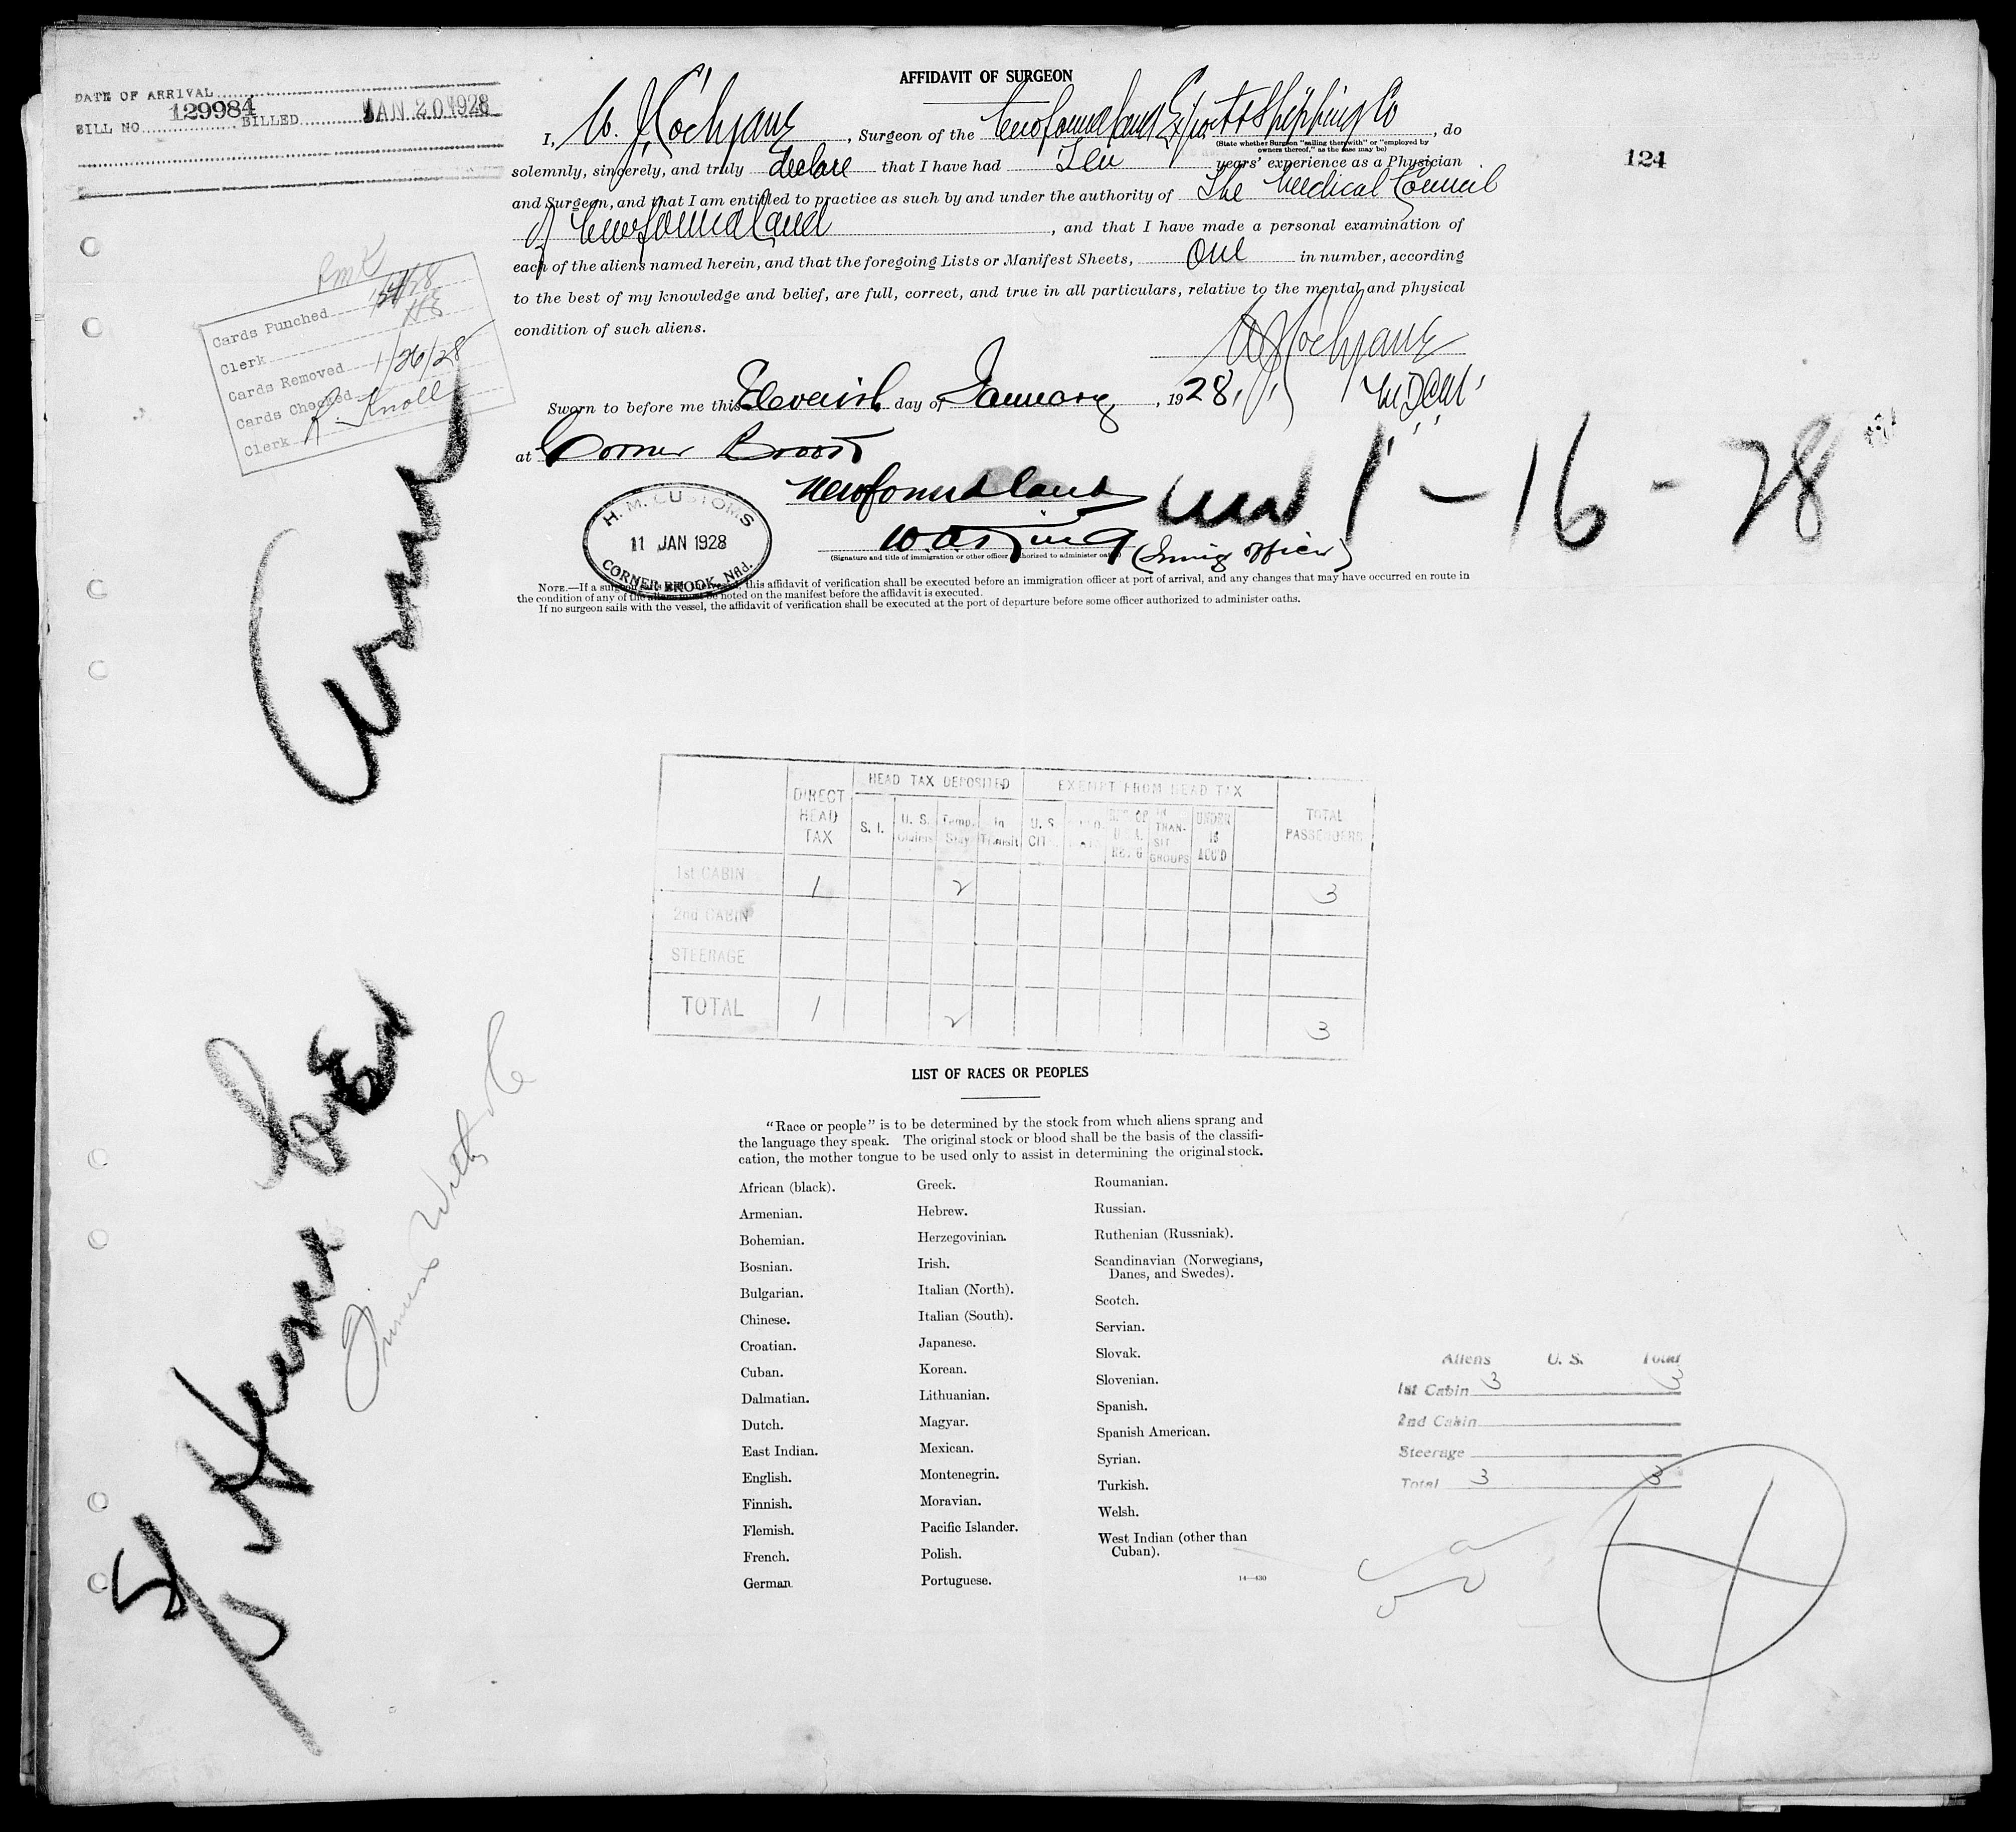 AFFIDAVIT OF SURGEON
DATE OF ARRIVAL
BILL NO. 129984 BILLED JAN 20 1928
124
I, W. J. Cochrane, Surgeon of the Newfoundland Export & Shipping Co, do
(State whether Surgeon "sailing therewith" or "employed by
owners thereof," as the case may be)
solemnly, sincerely, and truly declare that I have had Ten years' experience as a Physician
and Surgeon, and that I am entitled to practice as such by and under the authority of The Medical Council
of Newfoundland, and that I have made a personal examination of
each of the aliens named herein, and that the foregoing Lists or Manifest Sheets, One in number, according
to the best of my knowledge and belief, are full, correct, and true in all particulars, relative to the mental and physical
condition of such aliens.
W J Cochrane
Sworn to before me this Eleventh day of January, 1928,
at Corner Brook
Newfoundland
(Immig Officer)
(Signature and title of immigration or other officer authorized to administer oaths)
1 - 16 - 28
H. M. CUSTOMS
11 JAN 1928
CORNER BROOK, Nfld.
NOTE.—If a surgeon this affidavit of verification shall be executed before an immigration officer at port of arrival, and any changes that may have occurred en route in
the condition of any of the aliens must be noted on the manifest before the affidavit is executed.
If no surgeon sails with the vessel, the affidavit of verification shall be executed at the port of departure before some officer authorized to administer oaths.
Cards Punched
Clerk
Cards Removed 1/26/28
Cards Checked
Clerk R. Knoll
DIRECT HEAD TAX
HEAD TAX DEPOSITED
EXEMPT FROM HEAD TAX
TOTAL PASSENGERS
S. I.
U. S. Claims
Temp. Stay
In Transit
U. S. CIT.
IN TRANSIT GROUPS
UNDER 16 ACC'D
1st CABIN 1 2 3
2nd CABIN
STEERAGE
TOTAL 1 2 3
LIST OF RACES OR PEOPLES
"Race or people" is to be determined by the stock from which aliens sprang and
the language they speak. The original stock or blood shall be the basis of the classifi-
cation, the mother tongue to be used only to assist in determining the original stock.
African (black).
Armenian.
Bohemian.
Bosnian.
Bulgarian.
Chinese.
Croatian.
Cuban.
Dalmatian.
Dutch.
East Indian.
English.
Finnish.
Flemish.
French.
German
Greek.
Hebrew.
Herzegovinian.
Irish.
Italian (North).
Italian (South).
Japanese.
Korean.
Lithuanian.
Magyar.
Mexican.
Montenegrin.
Moravian.
Pacific Islander.
Polish.
Portuguese.
Roumanian.
Russian.
Ruthenian (Russniak).
Scandinavian (Norwegians,
Danes, and Swedes).
Scotch.
Servian.
Slovak.
Slovenian.
Spanish.
Spanish American.
Syrian.
Turkish.
Welsh.
West Indian (other than
Cuban).
14—430
Aliens U. S. Total
1st Cabin 3 3
2nd Cabin
Steerage
Total 3 3